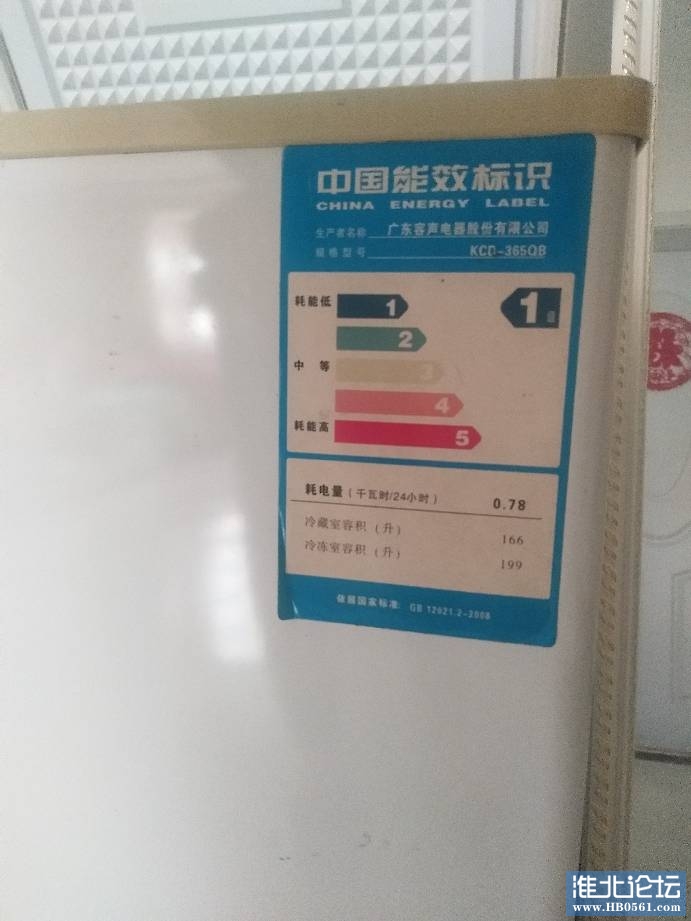 中国能效标识
CHINA ENERGY LABEL
生产者名称 广东容声电器股份有限公司
规格型号 KCD-365QB
耗能低 1 1级
2
中等 3
4
耗能高 5
耗电量(千瓦时/24小时) 0.78
冷藏室容积(升) 166
冷冻室容积(升) 199
依据国家标准: GB 12021.2-2008
淮北论坛
www.HB0561.com